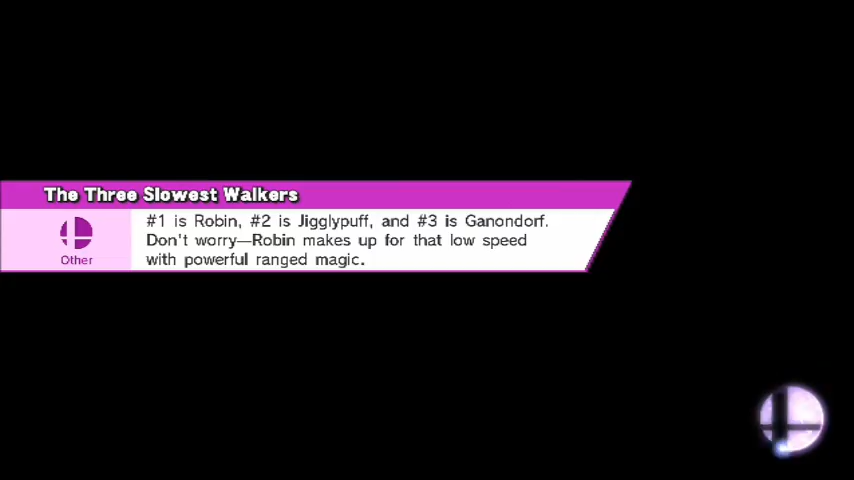 The Three Slowest Walkers
#1 is Robin, #2 is Jigglypuff, and #3 is Ganondorf.
Don't worry—Robin makes up for that low speed
with powerful ranged magic.
Other